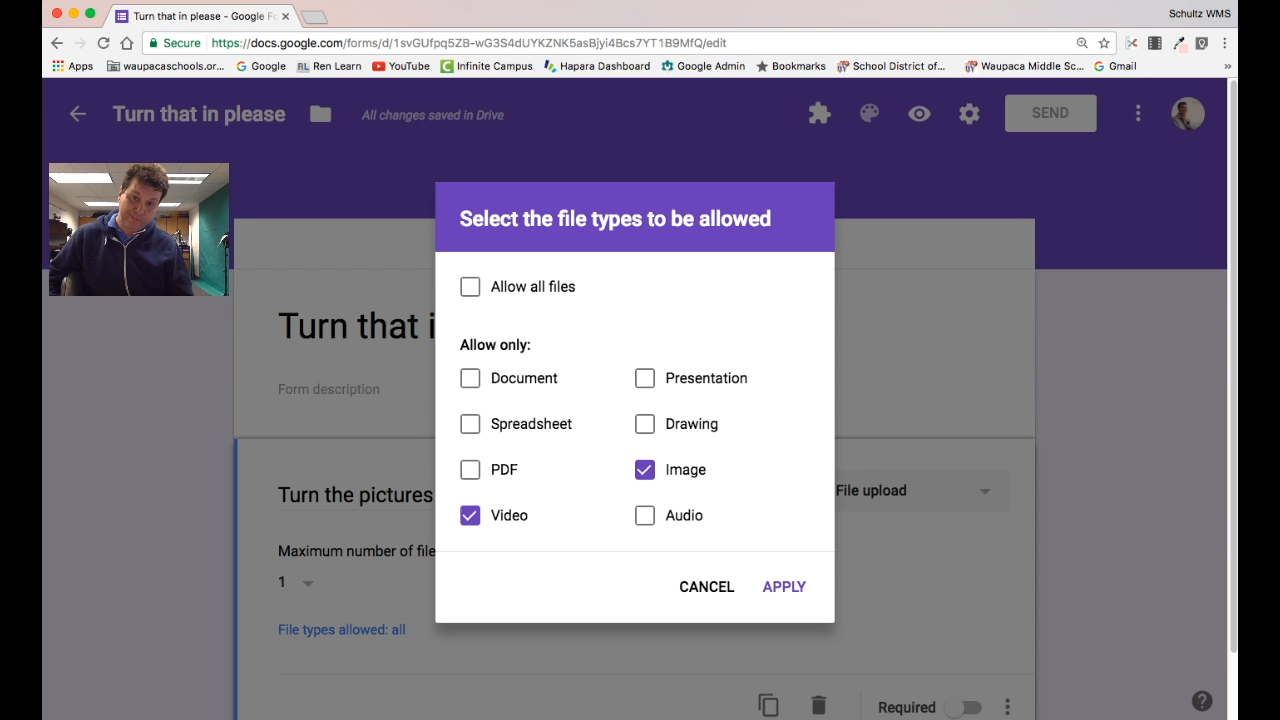 Schultz WMS
Turn that in please - Google Fo
Secure https://docs.google.com/forms/d/1svGUfpq5ZB-wG3S4dUYKZNK5asBjyi4Bcs7YT1B9MfQ/edit
Apps waupacaschools.or... Google Ren Learn YouTube Infinite Campus Hapara Dashboard Google Admin Bookmarks School District of... Waupaca Middle Sc... Gmail »
Turn that in please All changes saved in Drive SEND
Select the file types to be allowed
Allow all files
Turn that i
Allow only:
Document Presentation
Form description
Spreadsheet Drawing
PDF Image
Turn the pictures File upload
Video Audio
Maximum number of file
1
CANCEL APPLY
File types allowed: all
Required